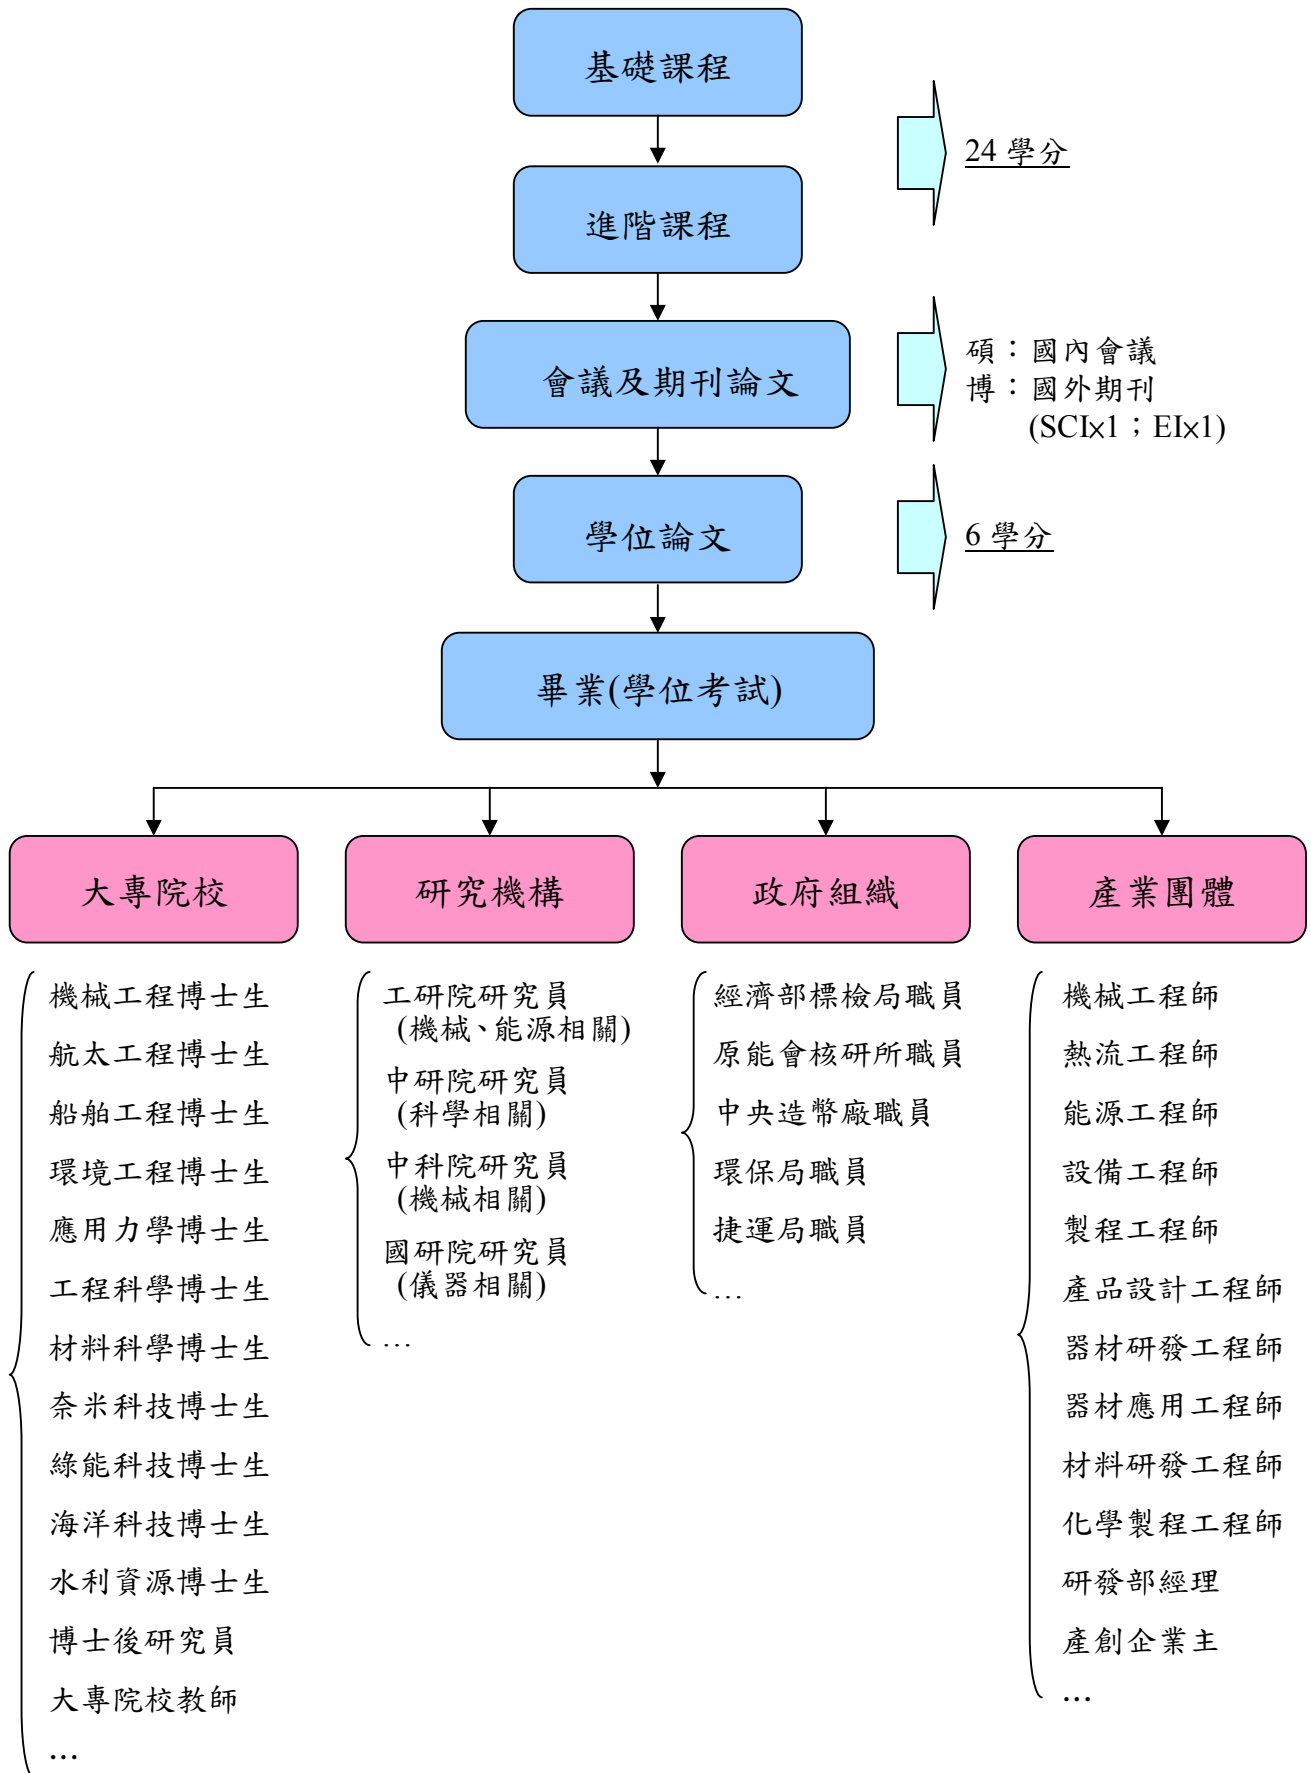 基礎課程
24 學分
進階課程
會議及期刊論文
碩：國內會議
博：國外期刊
(SCI×1；EI×1)
學位論文
6 學分
畢業(學位考試)
大專院校
機械工程博士生
航太工程博士生
船舶工程博士生
環境工程博士生
應用力學博士生
工程科學博士生
材料科學博士生
奈米科技博士生
綠能科技博士生
海洋科技博士生
水利資源博士生
博士後研究員
大專院校教師
…
研究機構
工研院研究員
(機械、能源相關)
中研院研究員
(科學相關)
中科院研究員
(機械相關)
國研院研究員
(儀器相關)
…
政府組織
經濟部標檢局職員
原能會核研所職員
中央造幣廠職員
環保局職員
捷運局職員
…
產業團體
機械工程師
熱流工程師
能源工程師
設備工程師
製程工程師
產品設計工程師
器材研發工程師
器材應用工程師
材料研發工程師
化學製程工程師
研發部經理
產創企業主
…